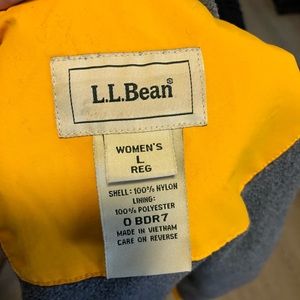 L.L.Bean®
WOMEN'S
L
REG
SHELL: 100% NYLON
LINING:
100% POLYESTER
0 BDR7
MADE IN VIETNAM
CARE ON REVERSE